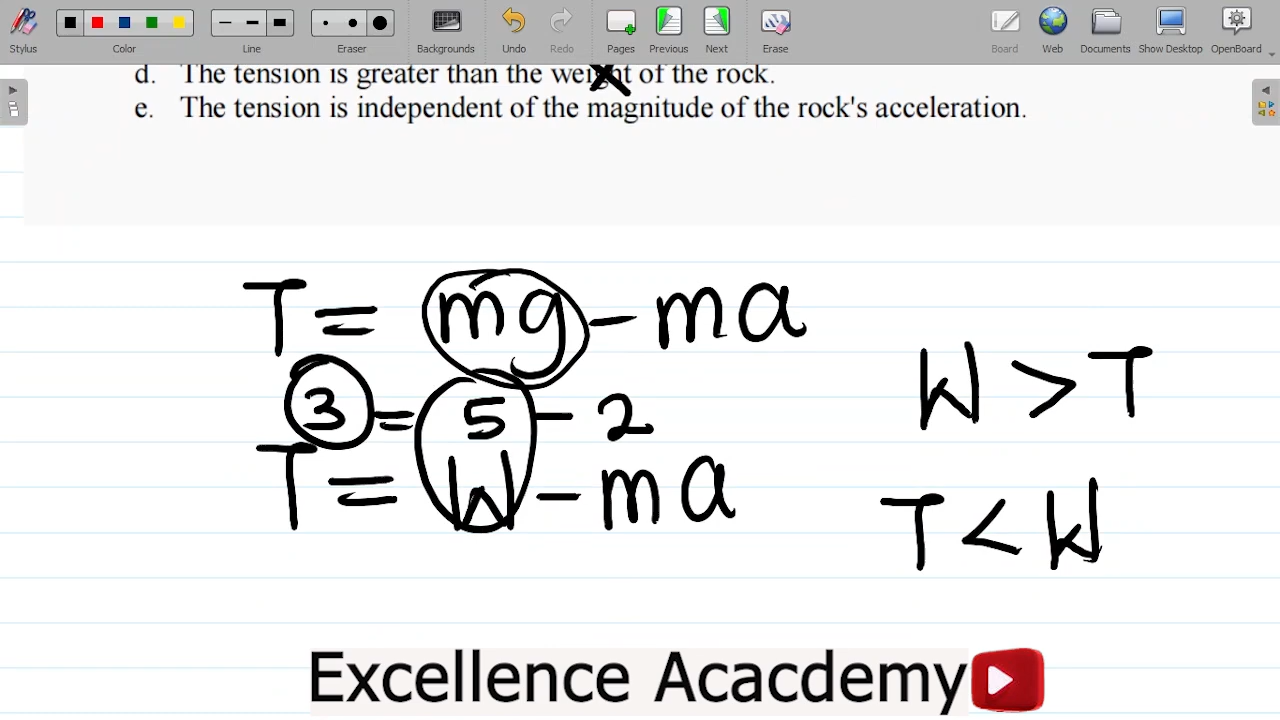 Stylus Color Line Eraser Backgrounds Undo Redo Pages Previous Next Erase Board Web Documents Show Desktop OpenBoard
d. The tension is greater than the weight of the rock.
e. The tension is independent of the magnitude of the rock's acceleration.
T = mg - ma
3 = 5 - 2
T = W - ma
W > T
T < W
Excellence Acacdemy